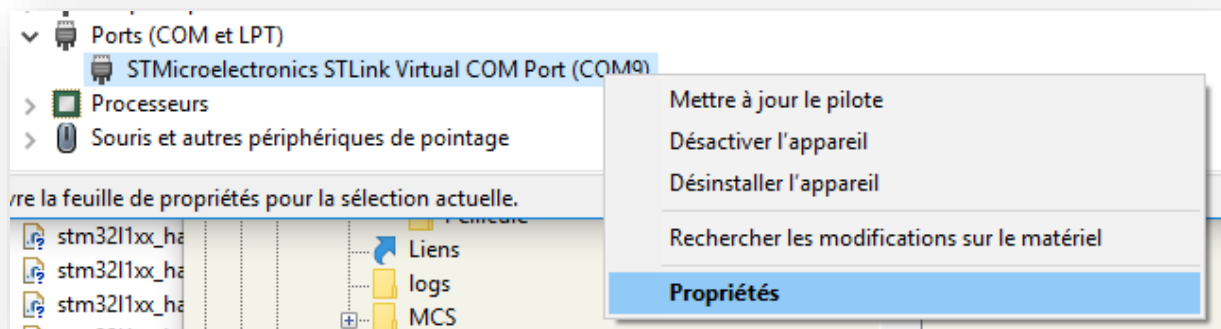 Ports (COM et LPT)
STMicroelectronics STLink Virtual COM Port (COM9)
Processeurs
Souris et autres périphériques de pointage
vre la feuille de propriétés pour la sélection actuelle.
Mettre à jour le pilote
Désactiver l'appareil
Désinstaller l'appareil
Rechercher les modifications sur le matériel
Propriétés
stm32l1xx_ha
stm32l1xx_ha
stm32l1xx_ha
Liens
logs
MCS